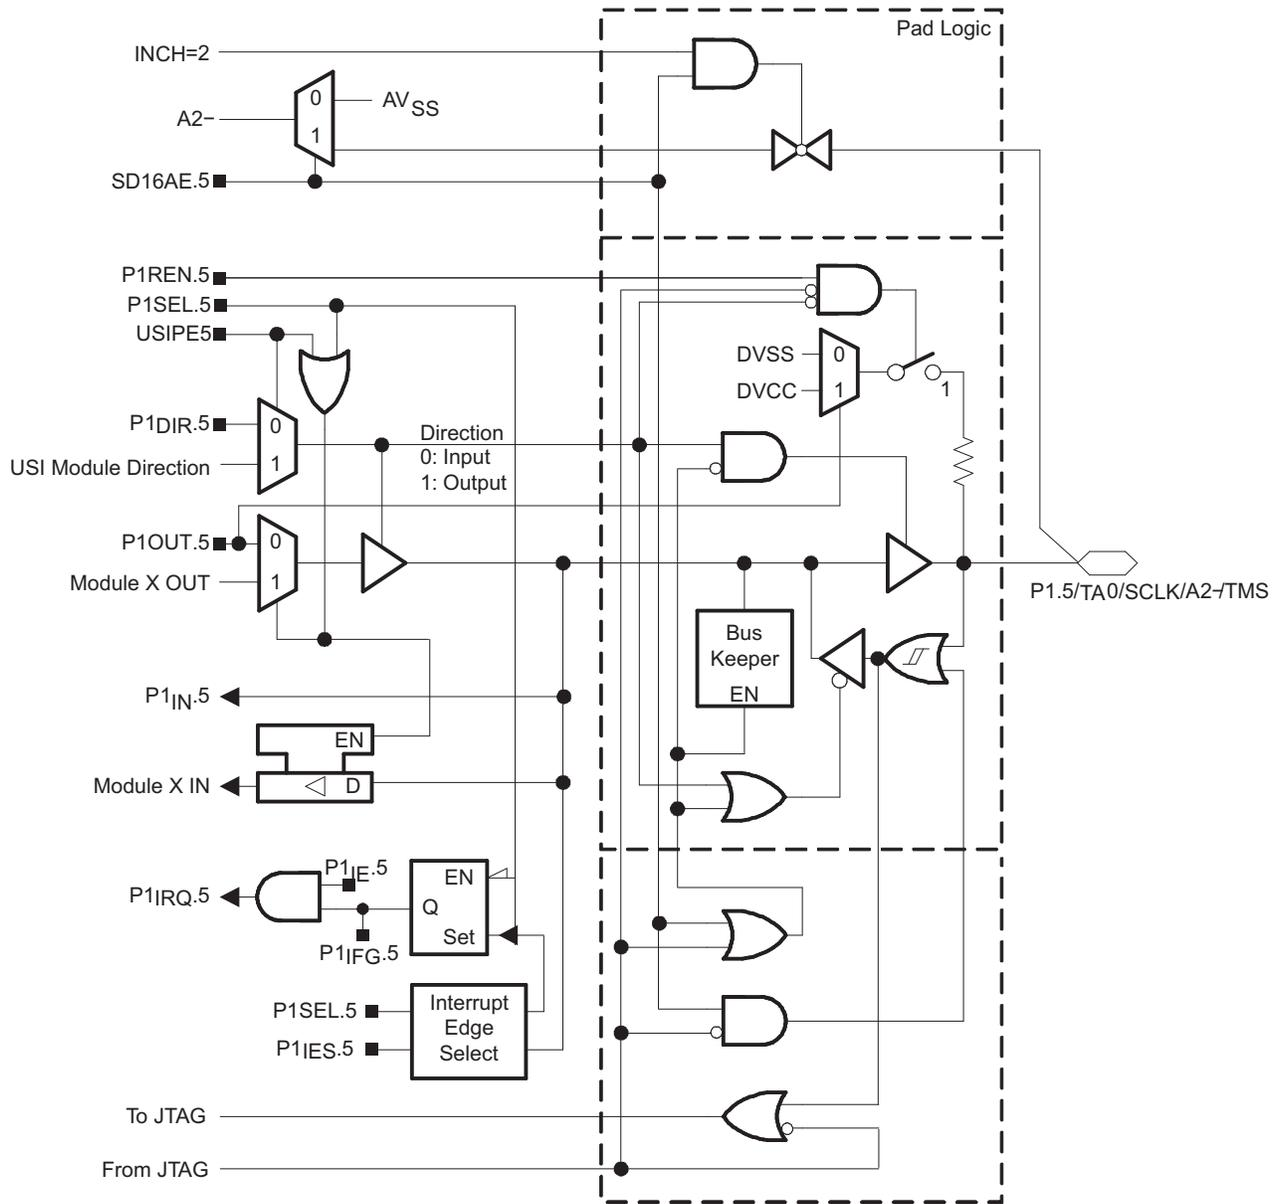 Pad Logic
INCH=2
0
AVSS
A2−
1
SD16AE.5
P1REN.5
P1SEL.5
USIPE5
DVSS
0
DVCC
1
1
P1DIR.5
0
Direction
0: Input
1: Output
USI Module Direction
1
P1OUT.5
0
Module X OUT
1
P1.5/TA0/SCLK/A2−/TMS
Bus
Keeper
EN
P1IN.5
EN
Module X IN
D
P1IE.5
EN
P1IRQ.5
Q
Set
P1IFG.5
P1SEL.5
Interrupt
Edge
Select
P1IES.5
To JTAG
From JTAG